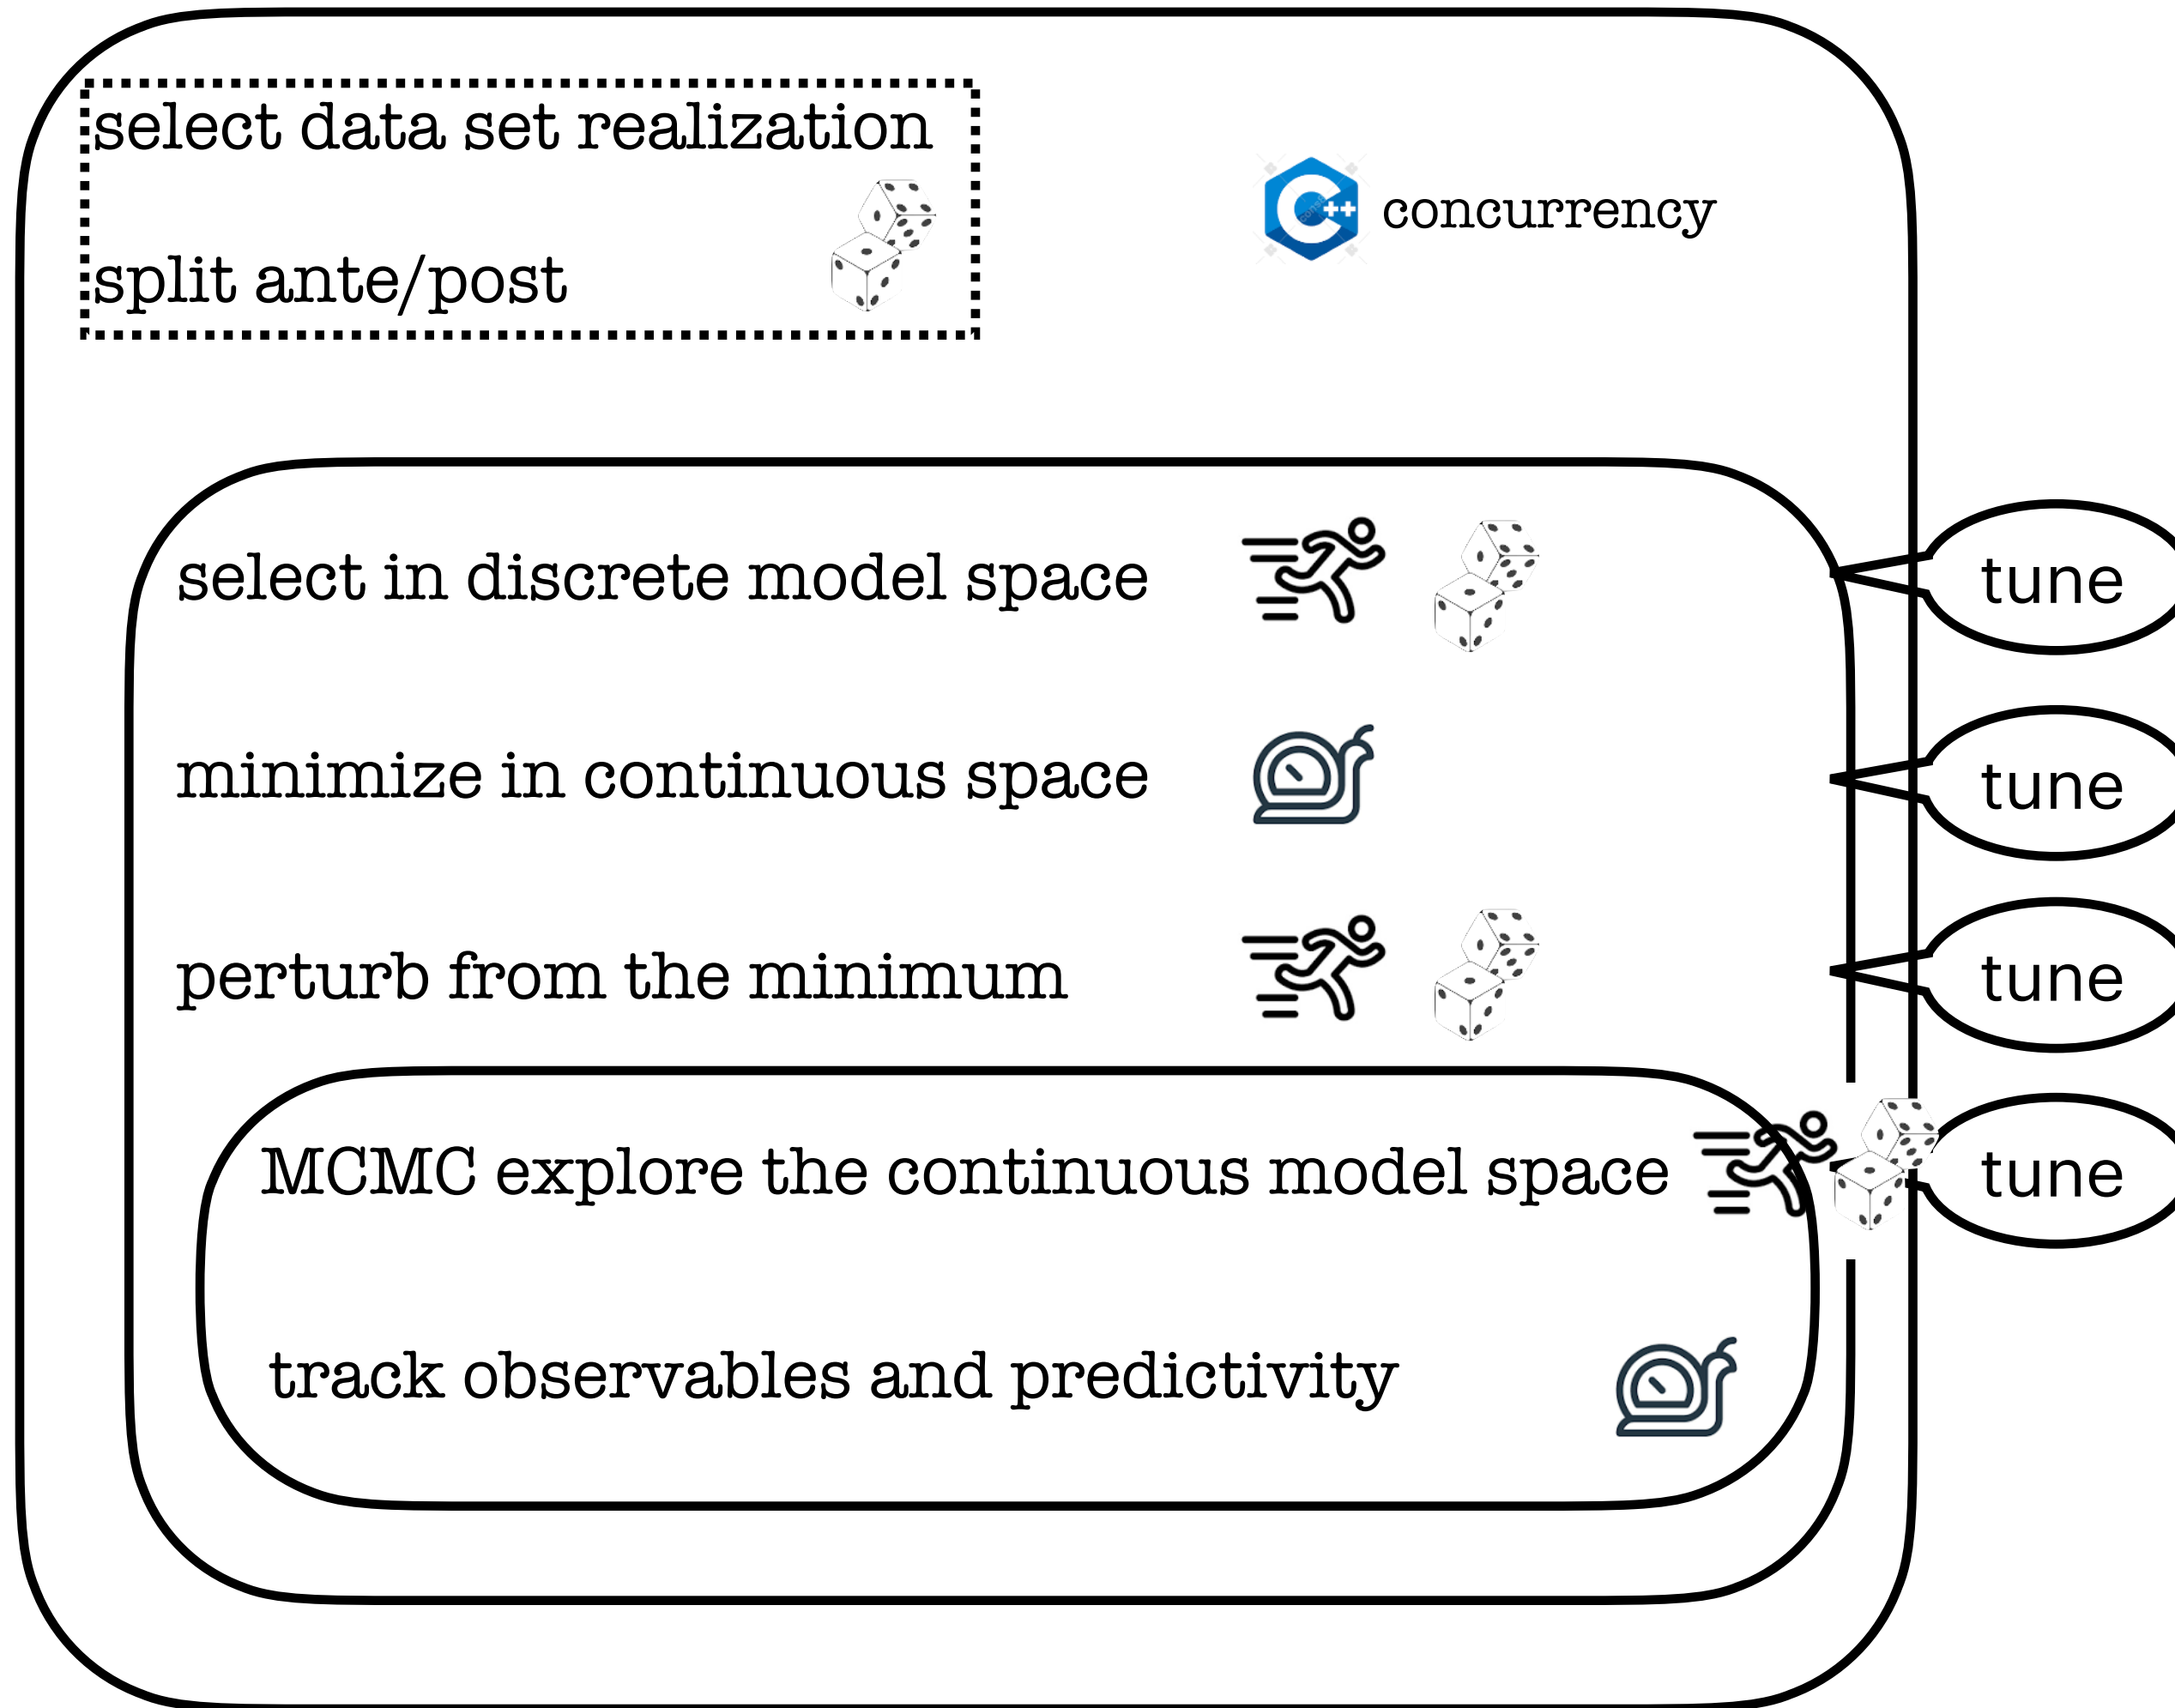 select data set realization
split ante/post
C++ concurrency
select in discrete model space
tune
minimize in continuous space
tune
perturb from the minimum
tune
MCMC explore the continuous model space
tune
track observables and predictivity